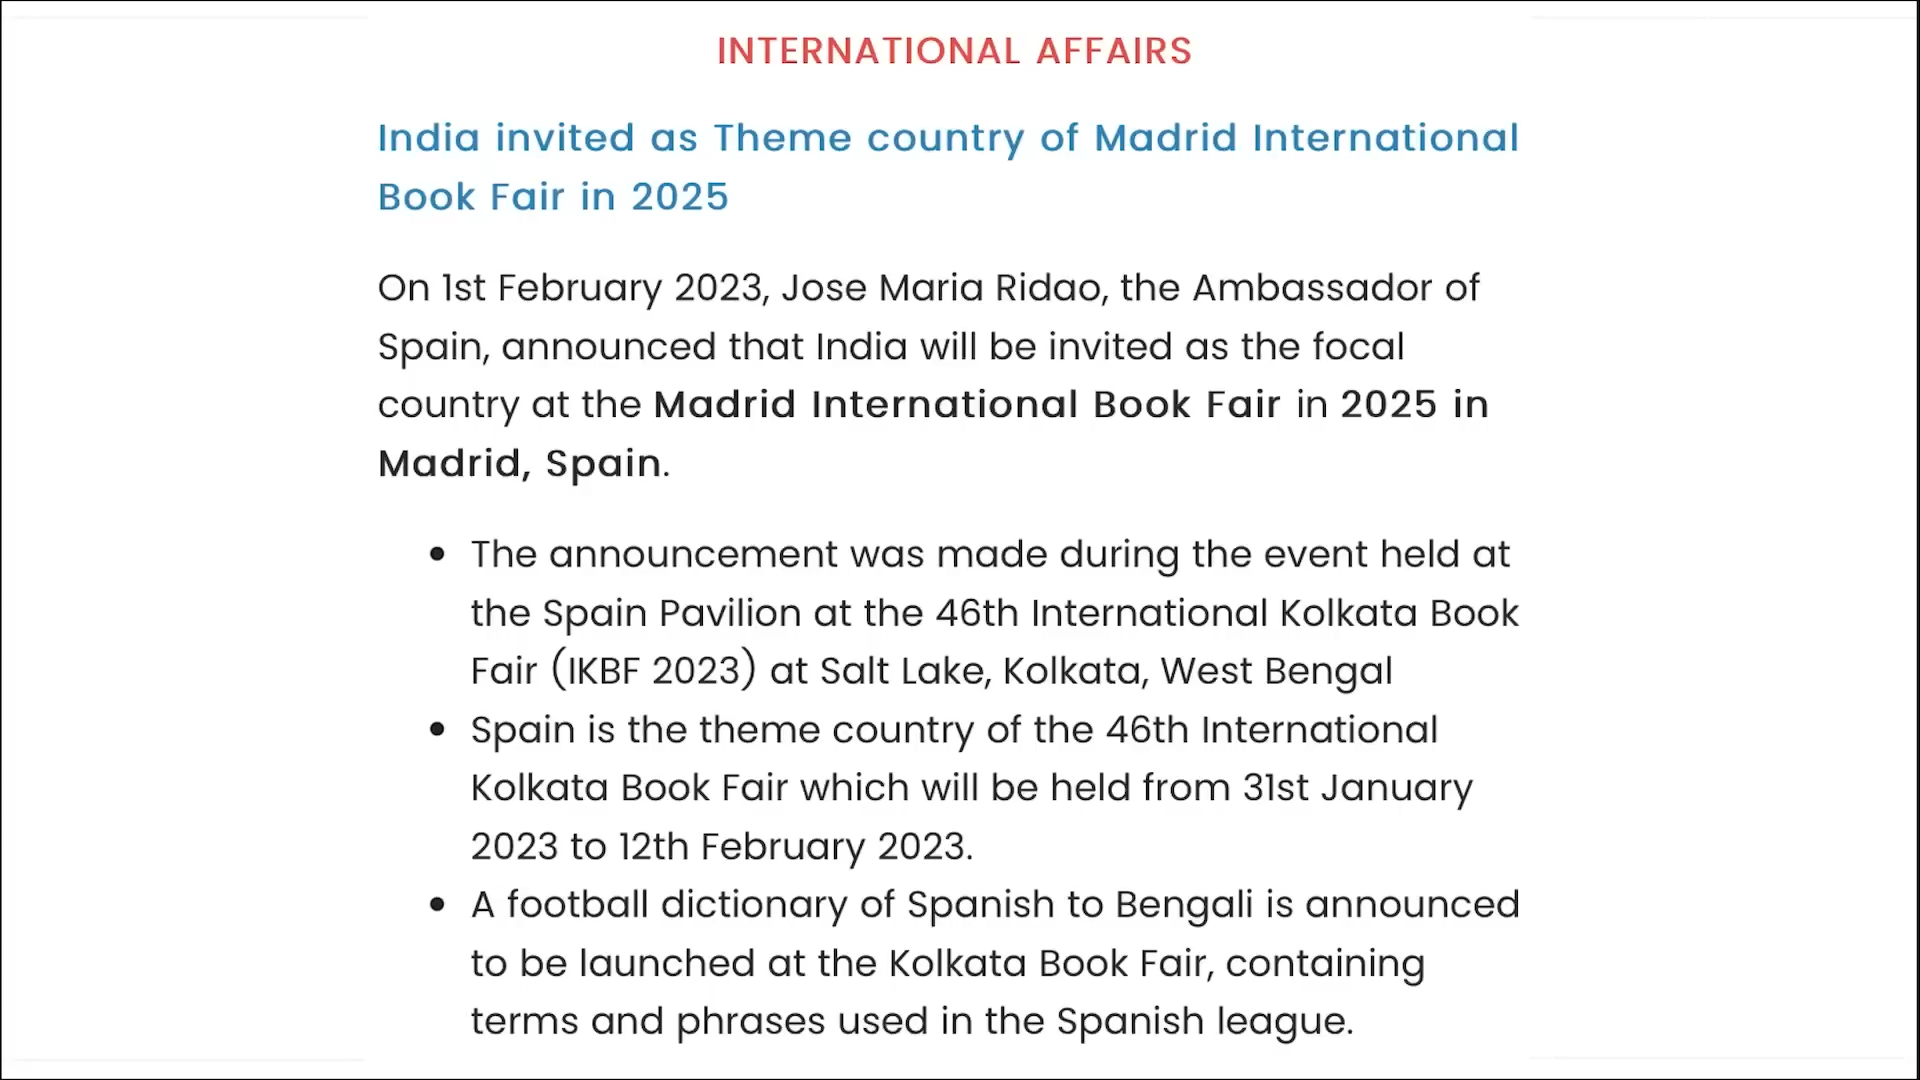 INTERNATIONAL AFFAIRS
India invited as Theme country of Madrid International
Book Fair in 2025
On 1st February 2023, Jose Maria Ridao, the Ambassador of
Spain, announced that India will be invited as the focal
country at the Madrid International Book Fair in 2025 in
Madrid, Spain.
• The announcement was made during the event held at
the Spain Pavilion at the 46th International Kolkata Book
Fair (IKBF 2023) at Salt Lake, Kolkata, West Bengal
• Spain is the theme country of the 46th International
Kolkata Book Fair which will be held from 31st January
2023 to 12th February 2023.
• A football dictionary of Spanish to Bengali is announced
to be launched at the Kolkata Book Fair, containing
terms and phrases used in the Spanish league.